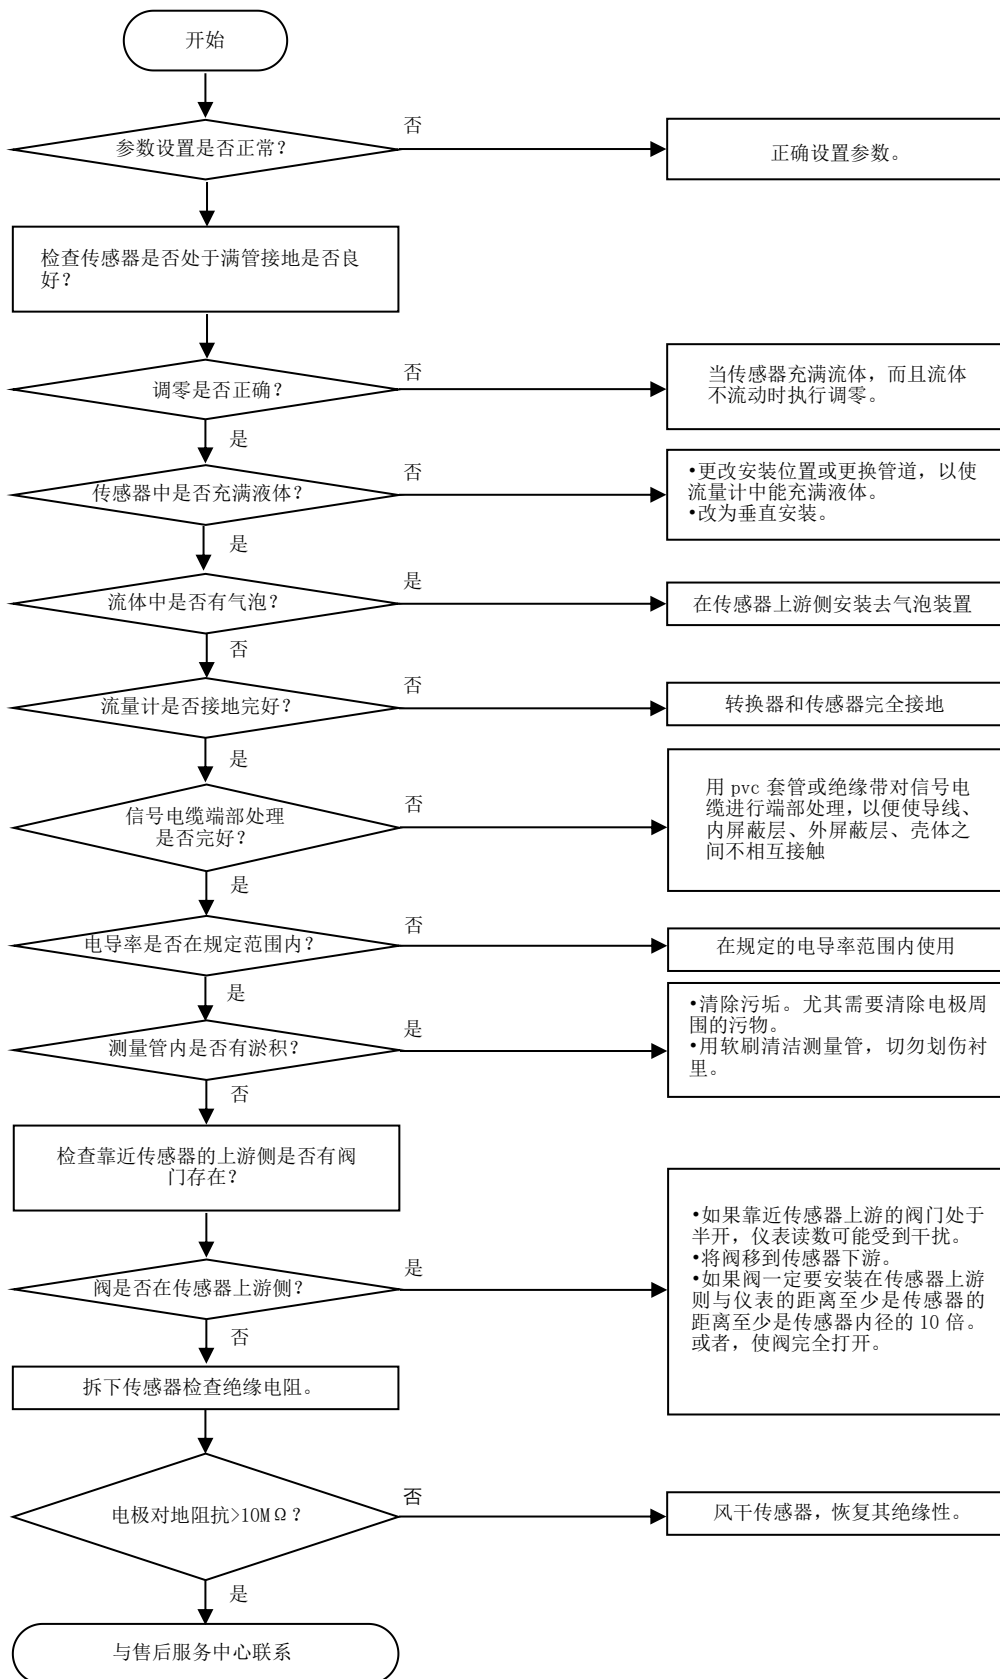 开始
参数设置是否正常？
否
正确设置参数。
检查传感器是否处于满管接地是否良
好？
调零是否正确？
否
当传感器充满流体，而且流体
不流动时执行调零。
是
传感器中是否充满液体？
否
•更改安装位置或更换管道，以使
流量计中能充满液体。
•改为垂直安装。
是
流体中是否有气泡？
是
在传感器上游侧安装去气泡装置
否
流量计是否接地完好？
否
转换器和传感器完全接地
是
信号电缆端部处理
是否完好？
否
用 pvc 套管或绝缘带对信号电
缆进行端部处理，以便使导线、
内屏蔽层、外屏蔽层、壳体之
间不相互接触
是
电导率是否在规定范围内？
否
在规定的电导率范围内使用
是
测量管内是否有淤积？
是
•清除污垢。尤其需要清除电极周
围的污物。
•用软刷清洁测量管，切勿划伤衬
里。
否
检查靠近传感器的上游侧是否有阀
门存在？
阀是否在传感器上游侧？
是
•如果靠近传感器上游的阀门处于
半开，仪表读数可能受到干扰。
•将阀移到传感器下游。
•如果阀一定要安装在传感器上游
则与仪表的距离至少是传感器的
距离至少是传感器内径的 10 倍。
或者，使阀完全打开。
否
拆下传感器检查绝缘电阻。
电极对地阻抗>10MΩ？
否
风干传感器，恢复其绝缘性。
是
与售后服务中心联系